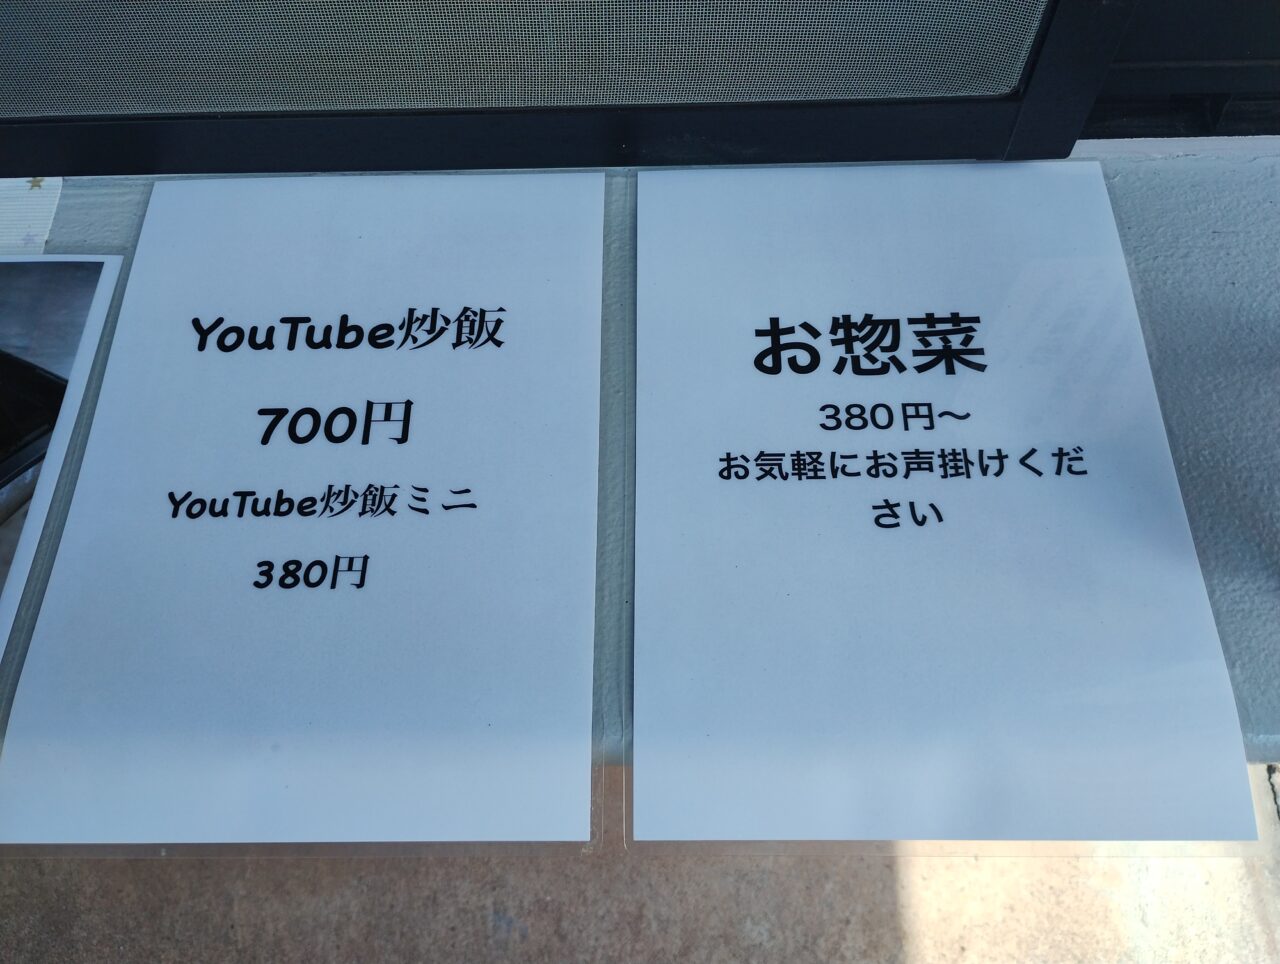 YouTube炒飯
700円
YouTube炒飯ミニ
380円
お惣菜
380円〜
お気軽にお声掛けくだ
さい